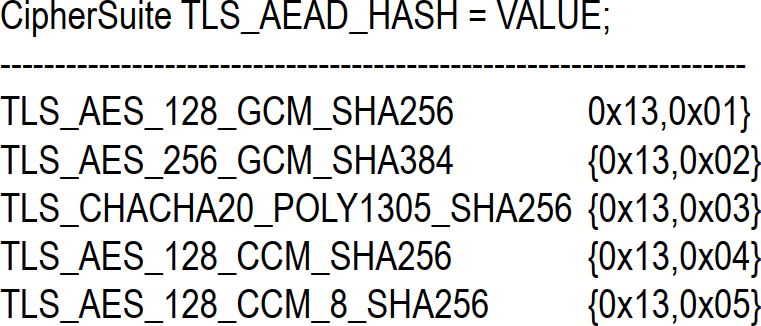 CipherSuite TLS_AEAD_HASH = VALUE;
--------------------------------------------------------------------
TLS_AES_128_GCM_SHA256 0x13,0x01}
TLS_AES_256_GCM_SHA384 {0x13,0x02}
TLS_CHACHA20_POLY1305_SHA256 {0x13,0x03}
TLS_AES_128_CCM_SHA256 {0x13,0x04}
TLS_AES_128_CCM_8_SHA256 {0x13,0x05}